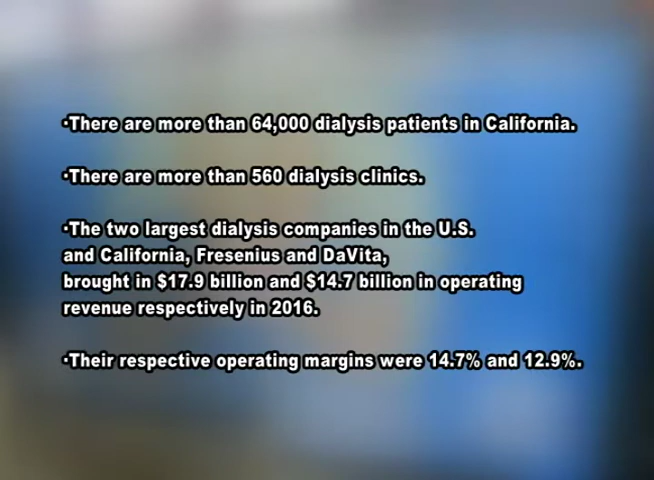 ·There are more than 64,000 dialysis patients in California.
·There are more than 560 dialysis clinics.
·The two largest dialysis companies in the U.S.
and California, Fresenius and DaVita,
brought in $17.9 billion and $14.7 billion in operating
revenue respectively in 2016.
·Their respective operating margins were 14.7% and 12.9%.